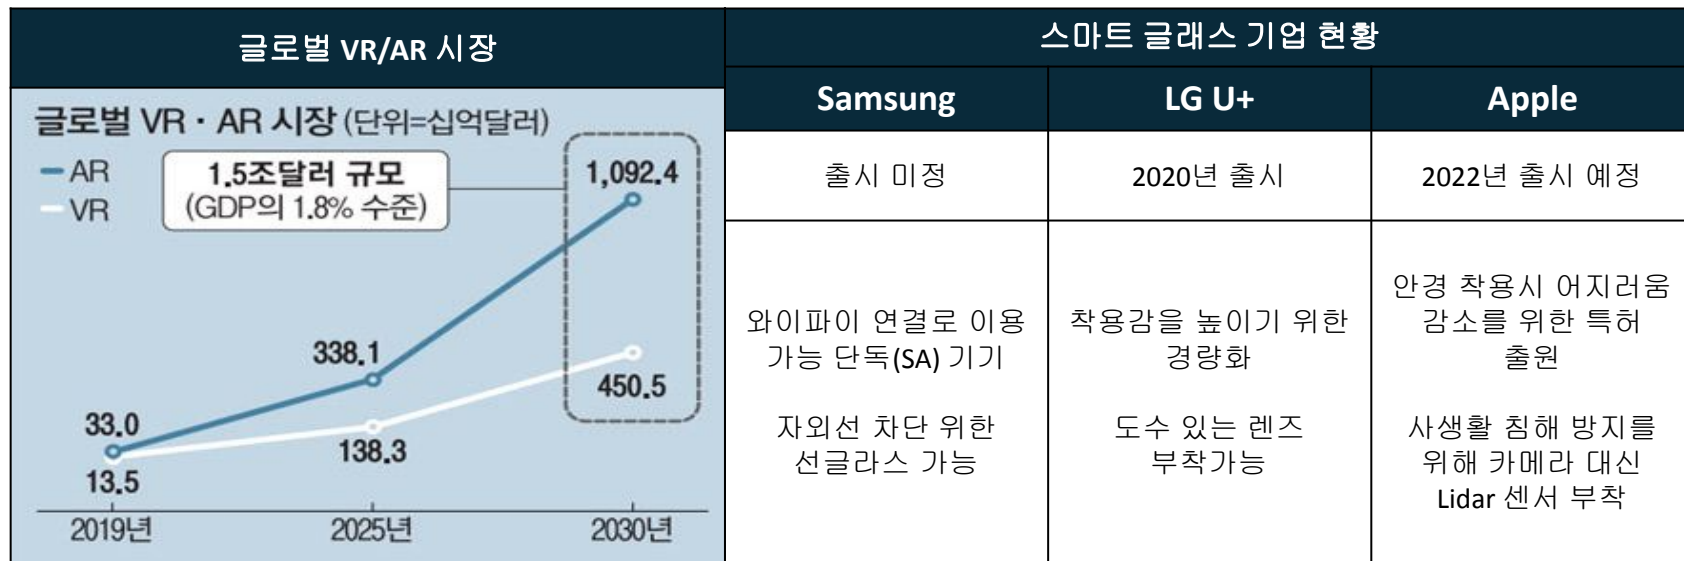 글로벌 VR/AR 시장
글로벌 VR · AR 시장 (단위=십억달러)
AR
VR
1.5조달러 규모
(GDP의 1.8% 수준)
1,092.4
338.1
450.5
33.0
138.3
13.5
2019년
2025년
2030년
스마트 글래스 기업 현황
Samsung
LG U+
Apple
출시 미정
2020년 출시
2022년 출시 예정
와이파이 연결로 이용
가능 단독(SA) 기기
자외선 차단 위한
선글라스 가능
착용감을 높이기 위한
경량화
도수 있는 렌즈
부착가능
안경 착용시 어지러움
감소를 위한 특허
출원
사생활 침해 방지를
위해 카메라 대신
Lidar 센서 부착